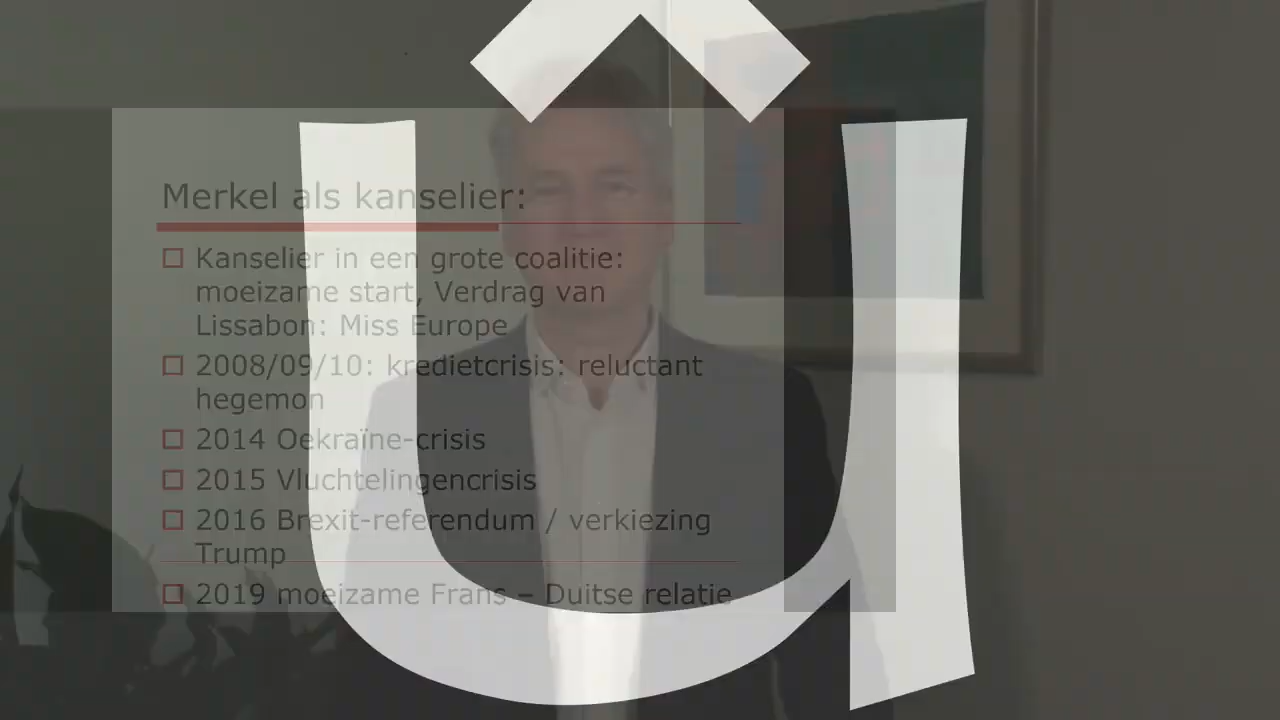 û
Merkel als kanselier:
Kanselier in een grote coalitie:
moeizame start, Verdrag van
Lissabon: Miss Europe
2008/09/10: kredietcrisis: reluctant
hegemon
2014 Oekraïne-crisis
2015 Vluchtelingencrisis
2016 Brexit-referendum / verkiezing
Trump
2019 moeizame Frans – Duitse relatie